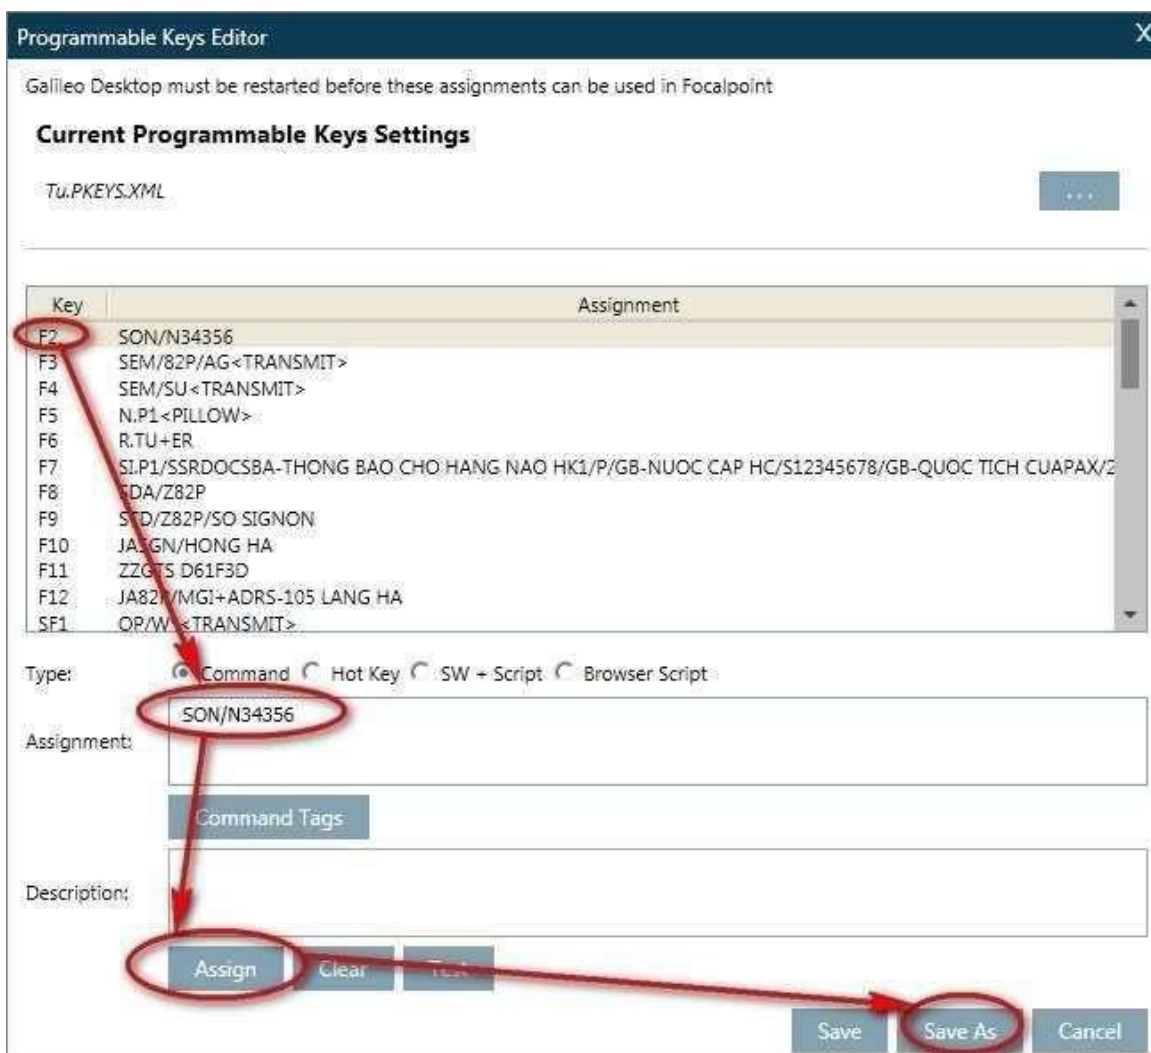 Programmable Keys Editor X
Galileo Desktop must be restarted before these assignments can be used in Focalpoint
Current Programmable Keys Settings
Tu.PKEYS.XML
...
Key Assignment
F2 SON/N34356
F3 SEM/82P/AG<TRANSMIT>
F4 SEM/SU<TRANSMIT>
F5 N.P1<PILLOW>
F6 R.TU+ER
F7 SI.P1/SSRDOCSBA-THONG BAO CHO HANG NAO HK1/P/GB-NUOC CAP HC/S12345678/GB-QUOC TICH CUAPAX/2
F8 SDA/Z82P
F9 STD/Z82P/SO SIGNON
F10 JASGN/HONG HA
F11 ZZGTS D61F3D
F12 JA82P/MGI+ADRS-105 LANG HA
SF1 OP/W*<TRANSMIT>
Type: Command Hot Key SW + Script Browser Script
Assignment: SON/N34356
Command Tags
Description:
Assign Clear Test
Save Save As Cancel